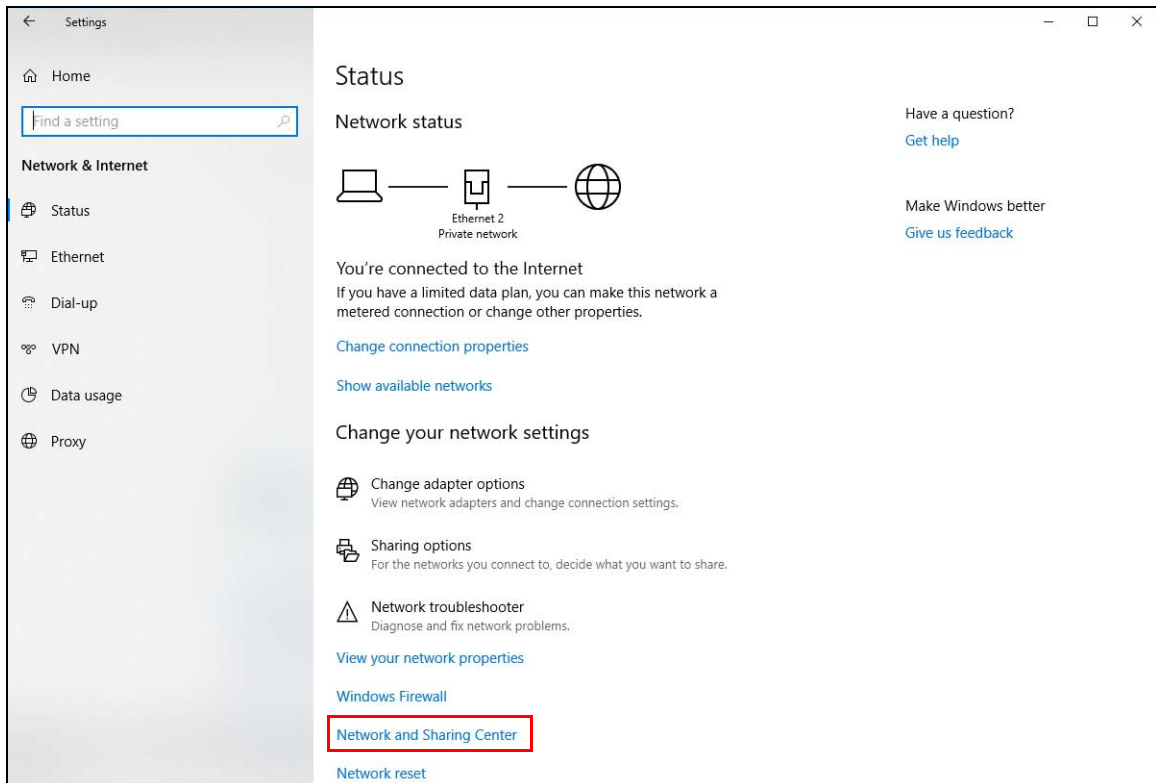 Settings
Home
Find a setting
Network & Internet
Status
Ethernet
Dial-up
VPN
Data usage
Proxy
Status
Network status
Ethernet 2
Private network
You're connected to the Internet
If you have a limited data plan, you can make this network a
metered connection or change other properties.
Change connection properties
Show available networks
Change your network settings
Change adapter options
View network adapters and change connection settings.
Sharing options
For the networks you connect to, decide what you want to share.
Network troubleshooter
Diagnose and fix network problems.
View your network properties
Windows Firewall
Network and Sharing Center
Network reset
Have a question?
Get help
Make Windows better
Give us feedback